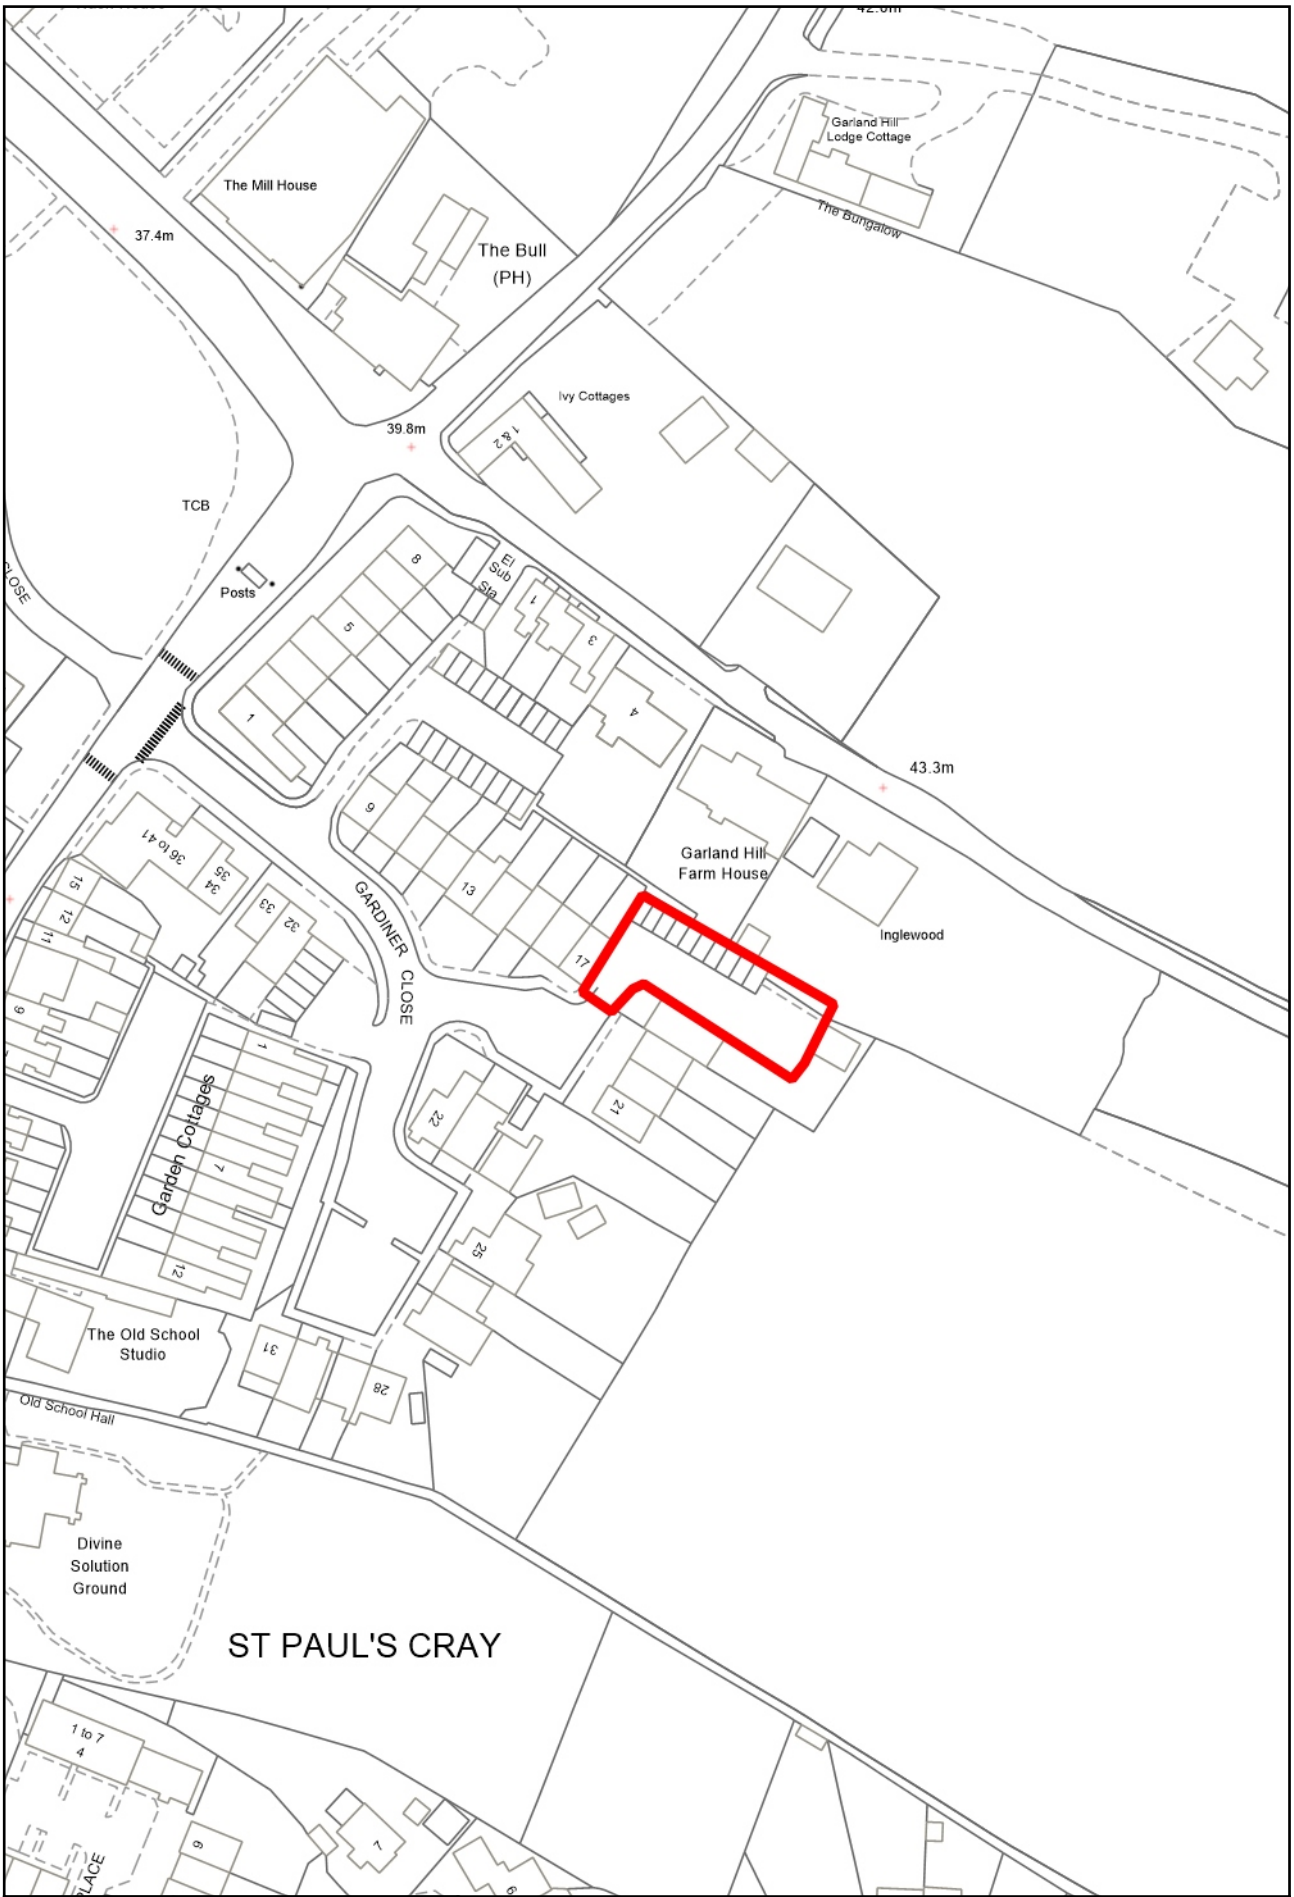 42.0m
Garland Hill
Lodge Cottage
The Mill House
The Bungalow
37.4m
The Bull
(PH)
Ivy Cottages
1 & 2
39.8m
TCB
El
Sub
Sta
8
CLOSE
Posts
1
5
3
1
4
43.3m
9
36 to 41
Garland Hill
Farm House
35
34
15
13
GARDINER CLOSE
12
33
32
Inglewood
11
17
9
1
22
21
Garden Cottages
7
25
12
The Old School
Studio
31
28
Old School Hall
Divine
Solution
Ground
ST PAUL'S CRAY
1 to 7
4
9
7
6
PLACE